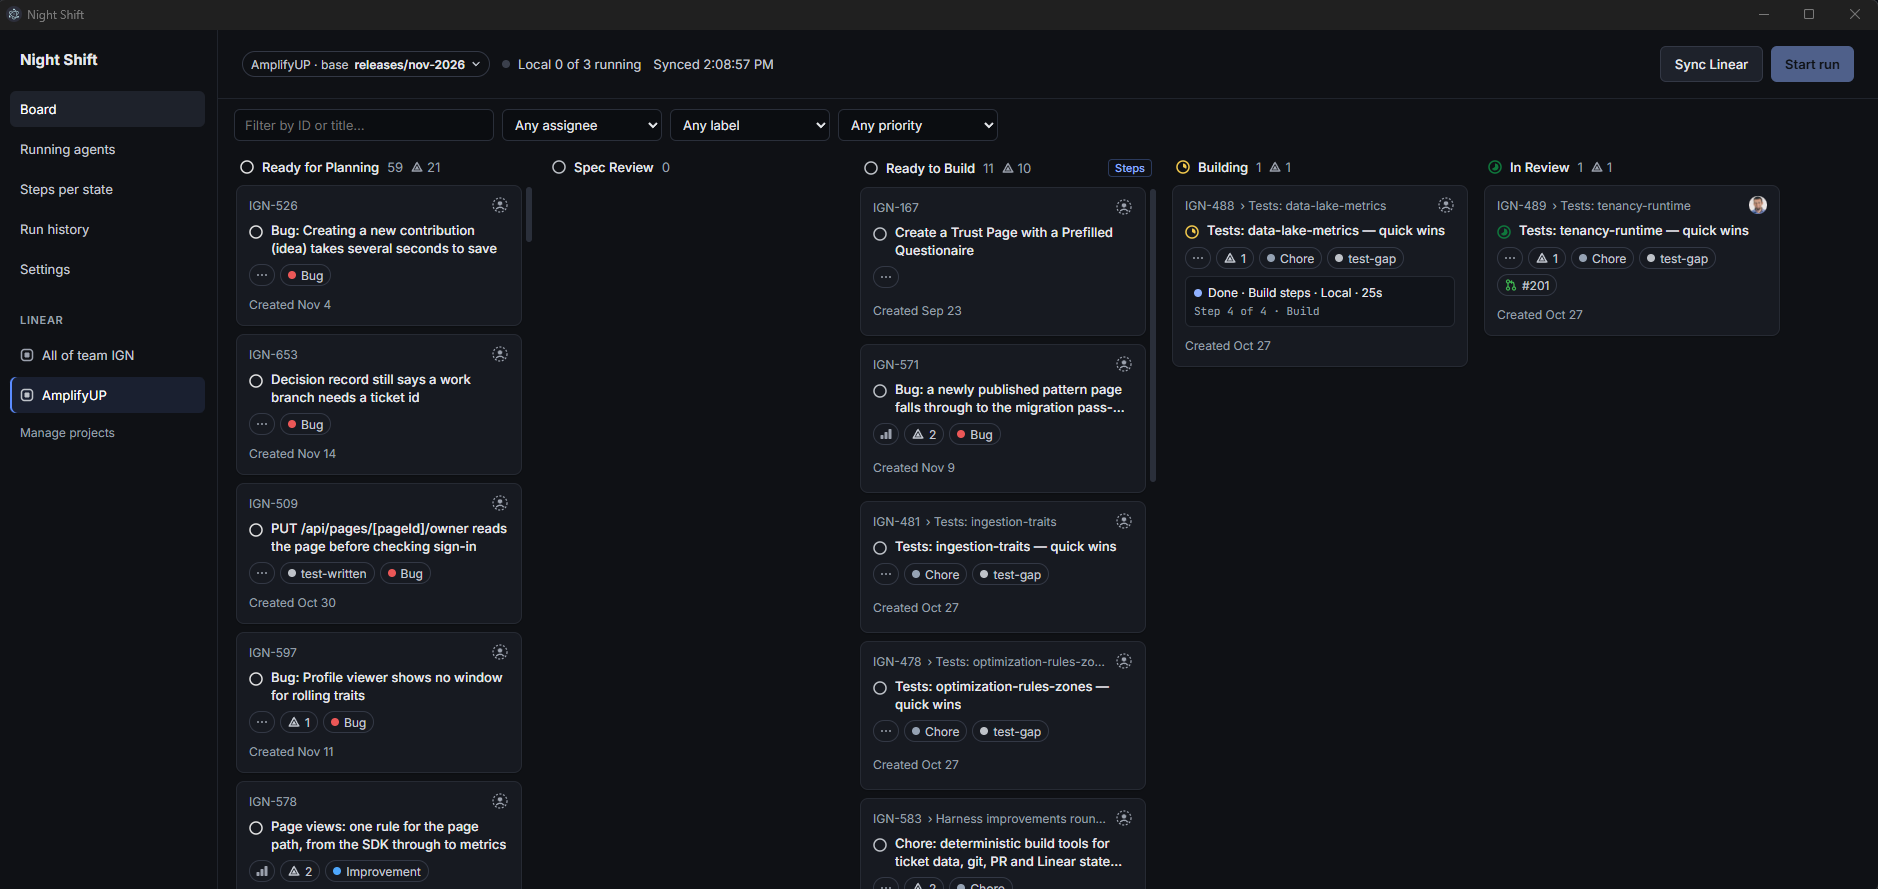 Night Shift
Night Shift
Board
Running agents
Steps per state
Run history
Settings
LINEAR
All of team IGN
AmplifyUP
Manage projects
AmplifyUP · base releases/nov-2026
Local 0 of 3 running
Synced 2:08:57 PM
Sync Linear
Start run
Filter by ID or title...
Any assignee
Any label
Any priority
Ready for Planning 59 21
IGN-526
Bug: Creating a new contribution
(idea) takes several seconds to save
Bug
Created Nov 4
IGN-653
Decision record still says a work
branch needs a ticket id
Bug
Created Nov 14
IGN-509
PUT /api/pages/[pageId]/owner reads
the page before checking sign-in
test-written
Bug
Created Oct 30
IGN-597
Bug: Profile viewer shows no window
for rolling traits
1
Bug
Created Nov 11
IGN-578
Page views: one rule for the page
path, from the SDK through to metrics
2
Improvement
Spec Review 0
Ready to Build 11 10
Steps
IGN-167
Create a Trust Page with a Prefilled
Questionaire
Created Sep 23
IGN-571
Bug: a newly published pattern page
falls through to the migration pass-...
2
Bug
Created Nov 9
IGN-481 › Tests: ingestion-traits
Tests: ingestion-traits — quick wins
Chore
test-gap
Created Oct 27
IGN-478 › Tests: optimization-rules-zo...
Tests: optimization-rules-zones —
quick wins
Chore
test-gap
Created Oct 27
IGN-583 › Harness improvements roun...
Chore: deterministic build tools for
ticket data, git, PR and Linear state...
2
Chore
Building 1 1
IGN-488 › Tests: data-lake-metrics
Tests: data-lake-metrics — quick wins
1
Chore
test-gap
Done · Build steps · Local · 25s
Step 4 of 4 · Build
Created Oct 27
In Review 1 1
IGN-489 › Tests: tenancy-runtime
Tests: tenancy-runtime — quick wins
1
Chore
test-gap
#201
Created Oct 27